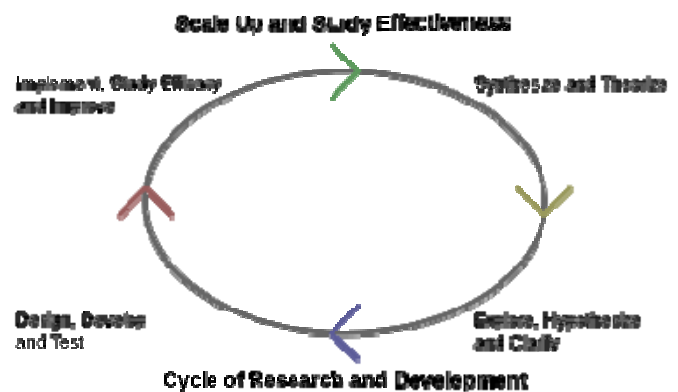 Scale Up and Study Effectiveness
Implement, Study Efficacy
and Improve
Synthesize and Theorize
Design, Develop
and Test
Explore, Hypothesize
and Clarify
Cycle of Research and Development